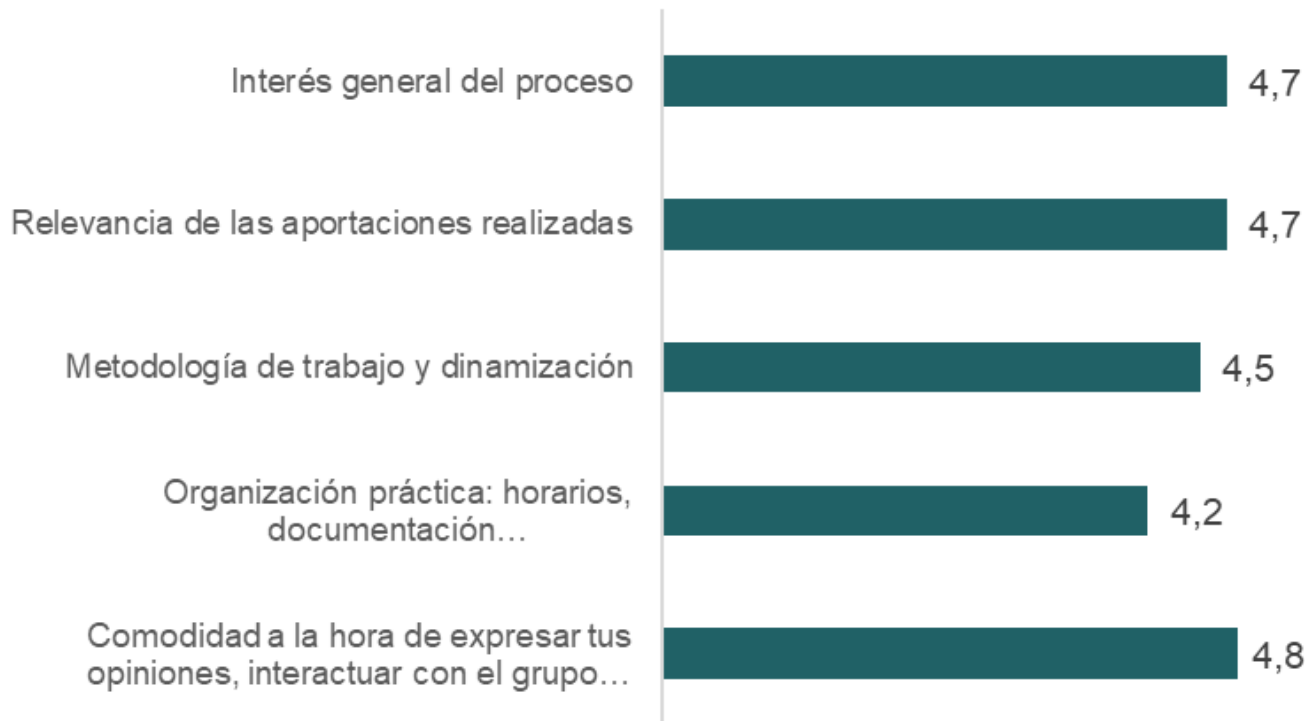 Interés general del proceso
4,7
Relevancia de las aportaciones realizadas
4,7
Metodología de trabajo y dinamización
4,5
Organización práctica: horarios,
documentación…
4,2
Comodidad a la hora de expresar tus
opiniones, interactuar con el grupo…
4,8